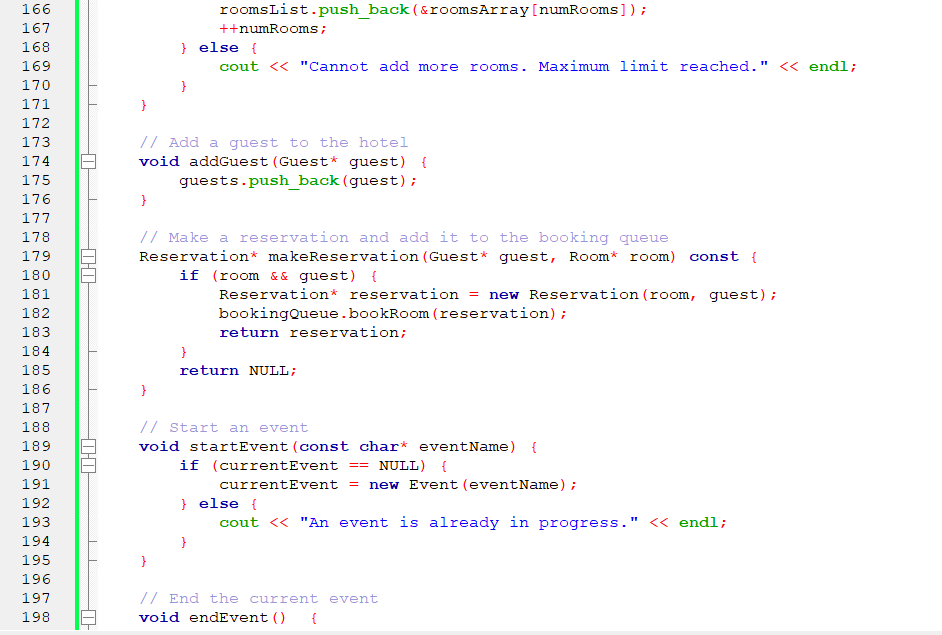 166 roomsList.push_back(&roomsArray[numRooms]);
167 ++numRooms;
168 } else {
169 cout << "Cannot add more rooms. Maximum limit reached." << endl;
170 }
171 }
172
173 // Add a guest to the hotel
174 void addGuest(Guest* guest) {
175 guests.push_back(guest);
176 }
177
178 // Make a reservation and add it to the booking queue
179 Reservation* makeReservation(Guest* guest, Room* room) const {
180 if (room && guest) {
181 Reservation* reservation = new Reservation(room, guest);
182 bookingQueue.bookRoom(reservation);
183 return reservation;
184 }
185 return NULL;
186 }
187
188 // Start an event
189 void startEvent(const char* eventName) {
190 if (currentEvent == NULL) {
191 currentEvent = new Event(eventName);
192 } else {
193 cout << "An event is already in progress." << endl;
194 }
195 }
196
197 // End the current event
198 void endEvent() {